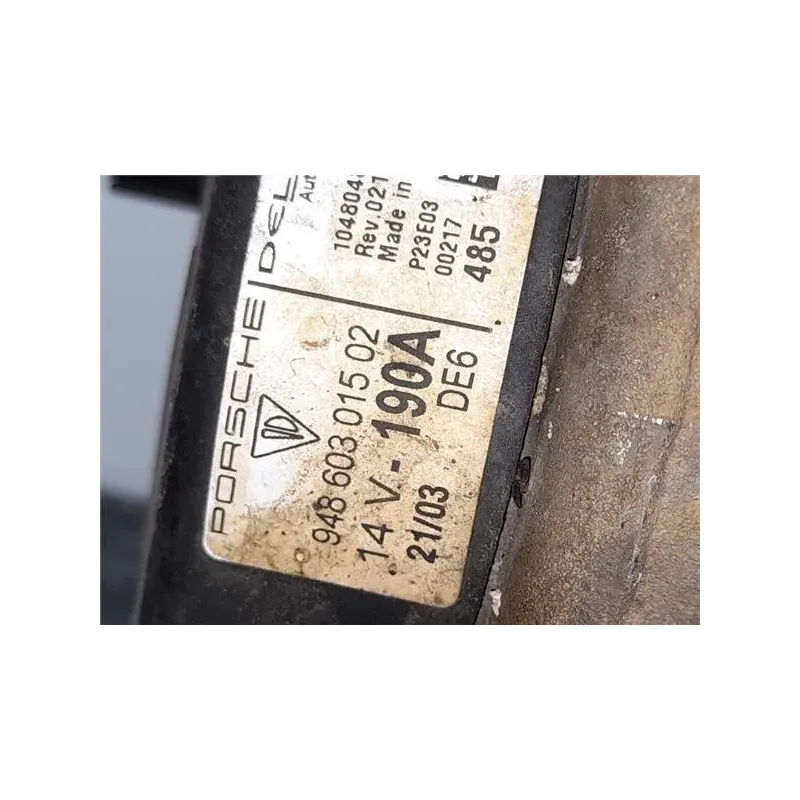 PORSCHE
948 603 015 02
14 V - 190A
21/03 DE6
Rev.021
Made in
P23E03
00217
485